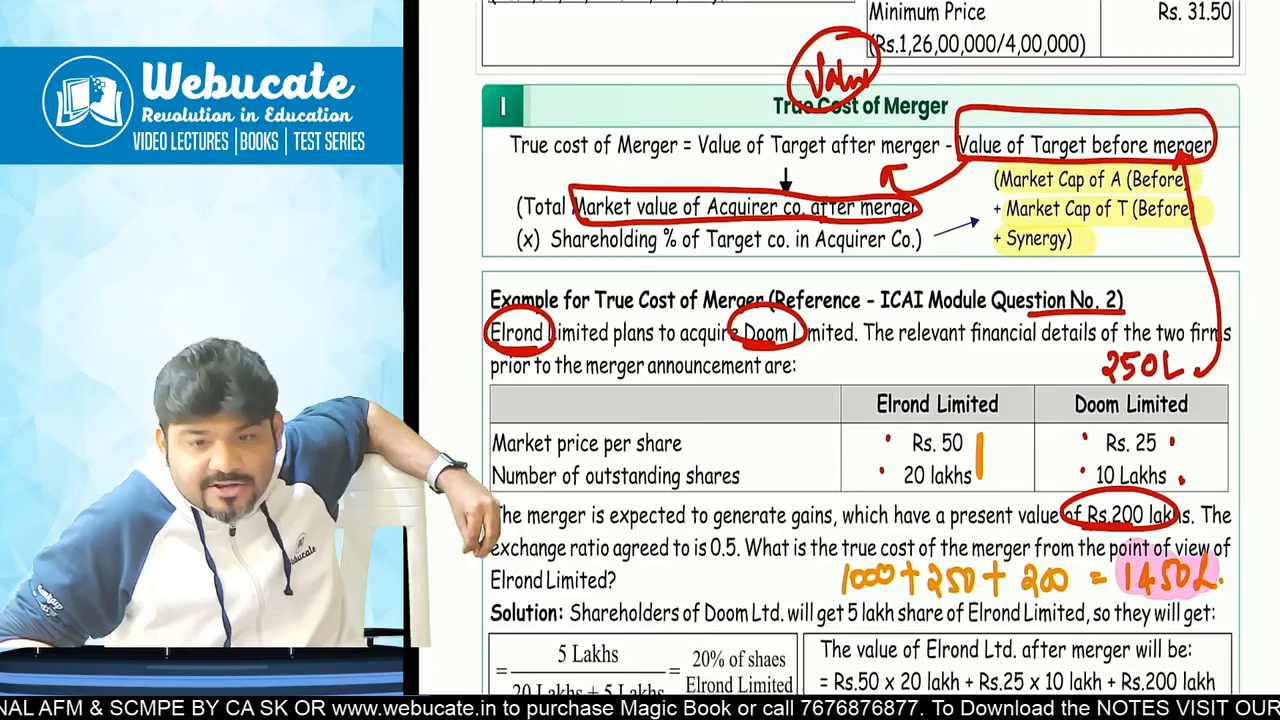 Webucate
Revolution in Education
VIDEO LECTURES | BOOKS | TEST SERIES
Minimum Price
(Rs.1,26,00,000/4,00,000)
Rs. 31.50
Value
I
True Cost of Merger
True cost of Merger = Value of Target after merger - Value of Target before merger
(Total Market value of Acquirer co. after merger
(x) Shareholding % of Target co. in Acquirer Co.)
(Market Cap of A (Before)
+ Market Cap of T (Before)
+ Synergy)
Example for True Cost of Merger (Reference - ICAI Module Question No. 2)
Elrond Limited plans to acquire Doom Limited. The relevant financial details of the two firms
prior to the merger announcement are:
250L
Elrond Limited Doom Limited
Market price per share Rs. 50 Rs. 25
Number of outstanding shares 20 lakhs 10 Lakhs
The merger is expected to generate gains, which have a present value of Rs.200 lakhs. The
exchange ratio agreed to is 0.5. What is the true cost of the merger from the point of view of
Elrond Limited?
1000 + 250 + 200 = 1450L.
Solution: Shareholders of Doom Ltd. will get 5 lakh share of Elrond Limited, so they will get:
= 5 Lakhs / 20 Lakhs + 5 Lakhs = 20% of shaes
Elrond Limited
The value of Elrond Ltd. after merger will be:
= Rs.50 x 20 lakh + Rs.25 x 10 lakh + Rs.200 lakh
Webucate
NAL AFM & SCMPE BY CA SK OR www.webucate.in to purchase Magic Book or call 7676876877. To Download the NOTES VISIT OUR